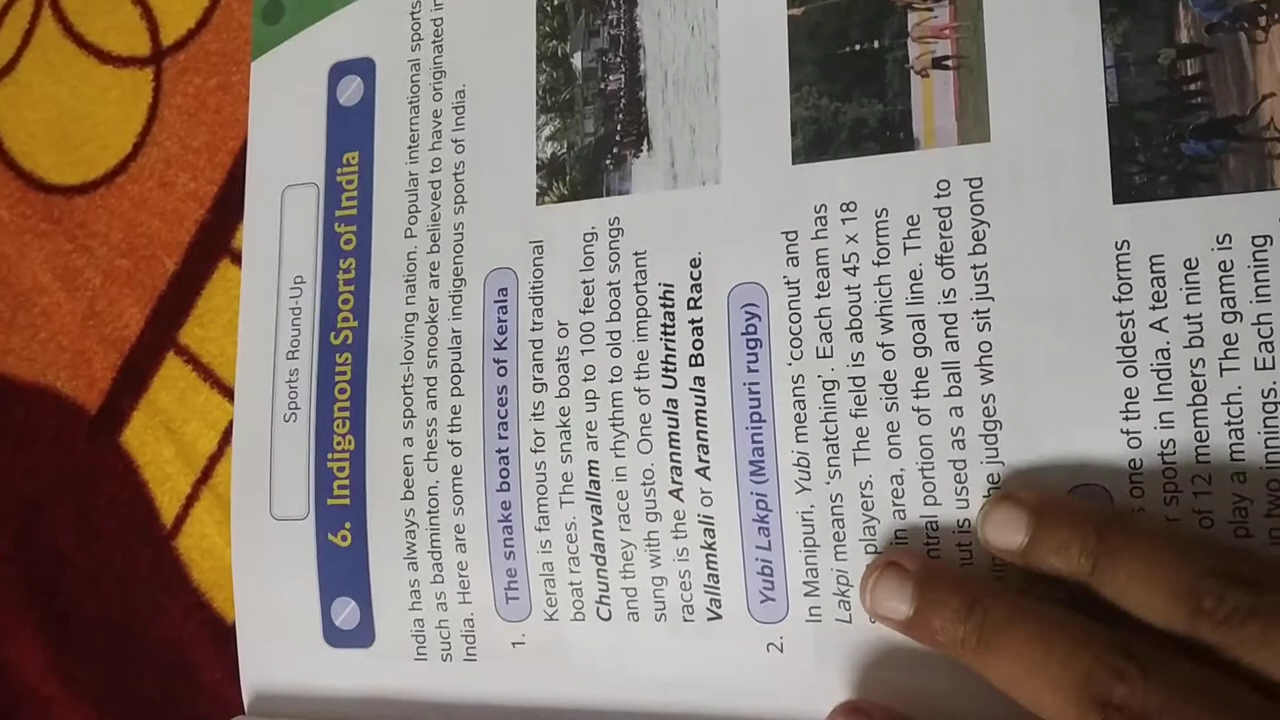 Sports Round-Up
6. Indigenous Sports of India
India has always been a sports-loving nation. Popular international sports
such as badminton, chess and snooker are believed to have originated in
India. Here are some of the popular indigenous sports of India.
1. The snake boat races of Kerala
Kerala is famous for its grand traditional
boat races. The snake boats or
Chundanvallam are up to 100 feet long,
and they race in rhythm to old boat songs
sung with gusto. One of the important
races is the Aranmula Uthrittathi
Vallamkali or Aranmula Boat Race.
2. Yubi Lakpi (Manipuri rugby)
In Manipuri, Yubi means ‘coconut’ and
Lakpi means ‘snatching’. Each team has
players. The field is about 45 x 18
in area, one side of which forms
portion of the goal line. The
is used as a ball and is offered to
the judges who sit just beyond
one of the oldest forms
sports in India. A team
of 12 members but nine
play a match. The game is
in two innings. Each inning